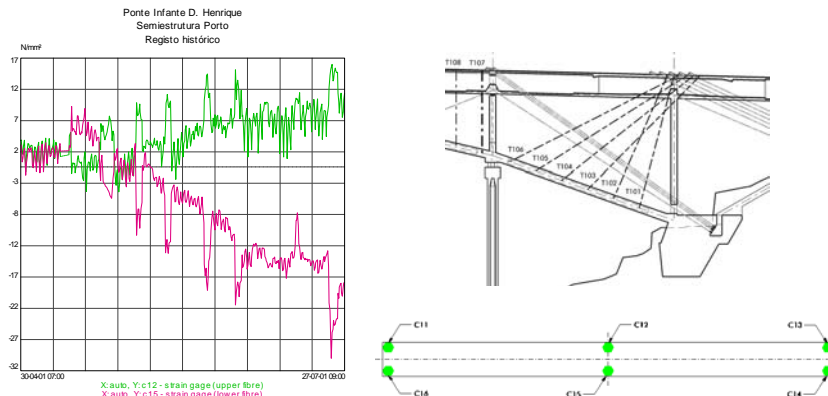 Ponte Infante D. Henrique
Semiestrutura Porto
Registo histórico
N/mm²
17
12
7
2
-3
-8
-12
-17
-22
-27
-32
30-04-01 07:00
27-07-01 09:00
X: auto, Y: c12 - strain gage (upper fibre)
X: auto, Y: c15 - strain gage (lower fibre)
T108 T107
T106
T105
T104
T103
T102
T101
C11
C12
C13
C16
C15
C14